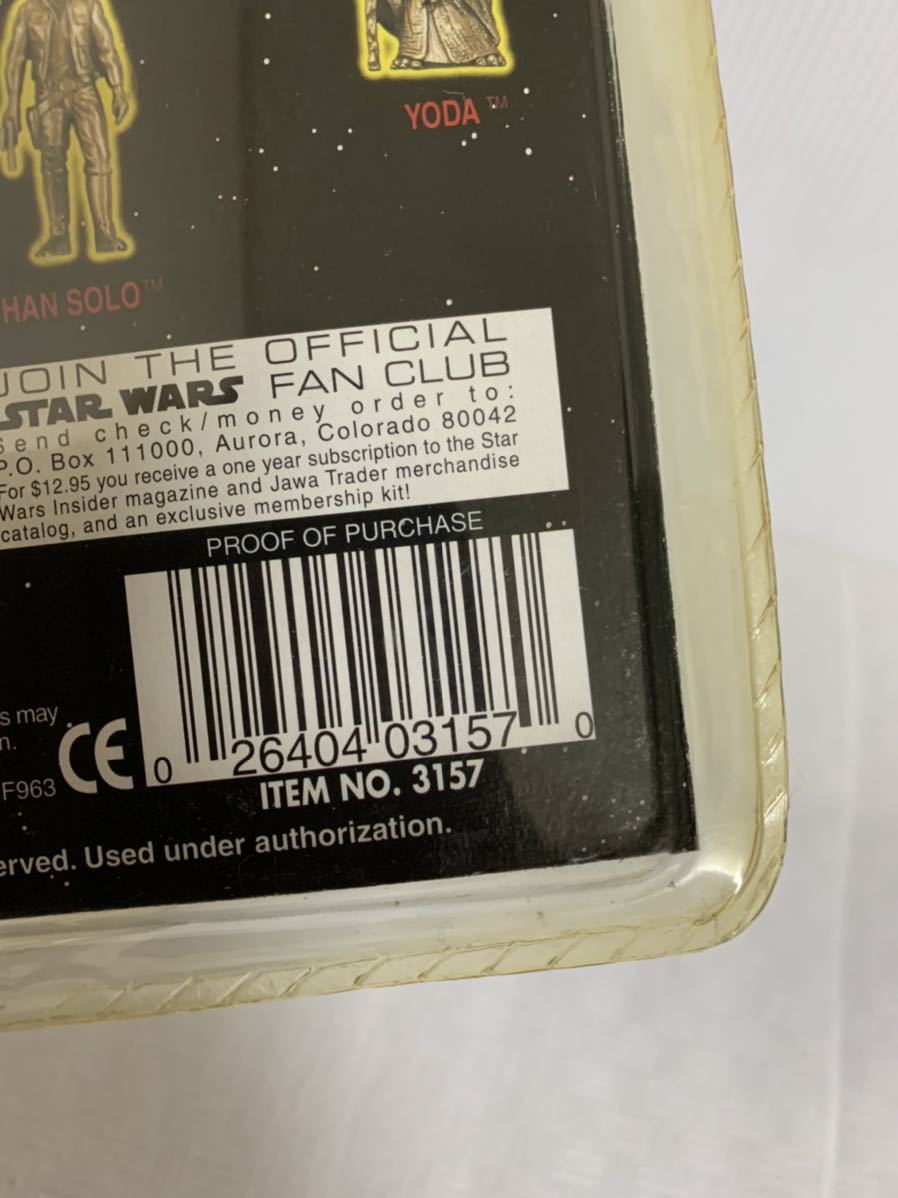 YODA™
HAN SOLO™
JOIN THE OFFICIAL
STAR WARS FAN CLUB
Send check/money order to:
P.O. Box 111000, Aurora, Colorado 80042
For $12.95 you receive a one year subscription to the Star
Wars Insider magazine and Jawa Trader merchandise
catalog, and an exclusive membership kit!
PROOF OF PURCHASE
may
CE
F963
0 26404 03157 0
ITEM NO. 3157
Used under authorization.